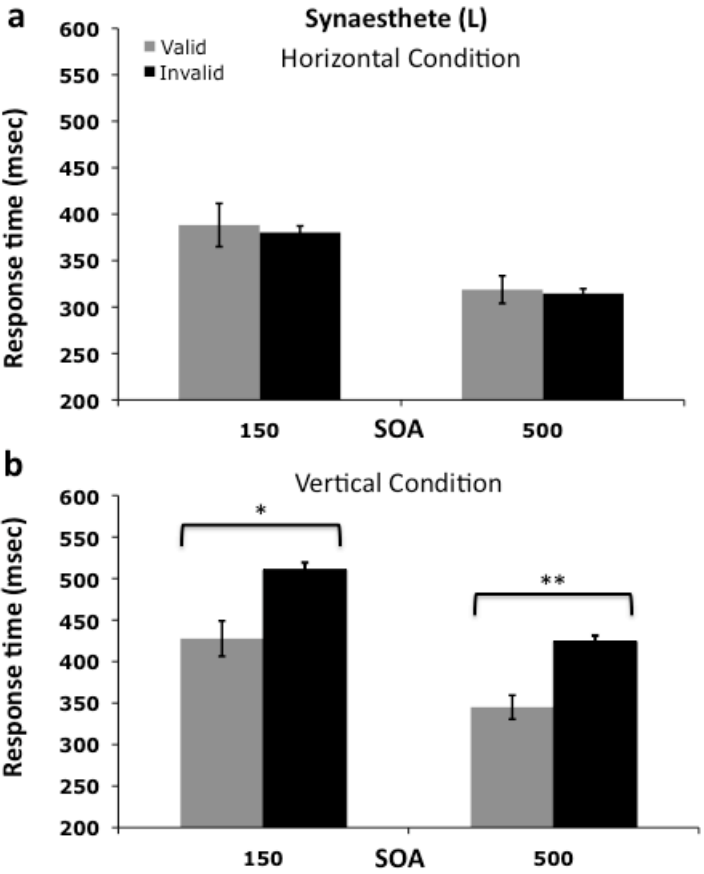 a
Synaesthete (L)
Horizontal Condition
Valid
Invalid
Response time (msec)
600
550
500
450
400
350
300
250
200
150 SOA 500
b
Vertical Condition
Response time (msec)
600
550
500
450
400
350
300
250
200
*
**
150 SOA 500